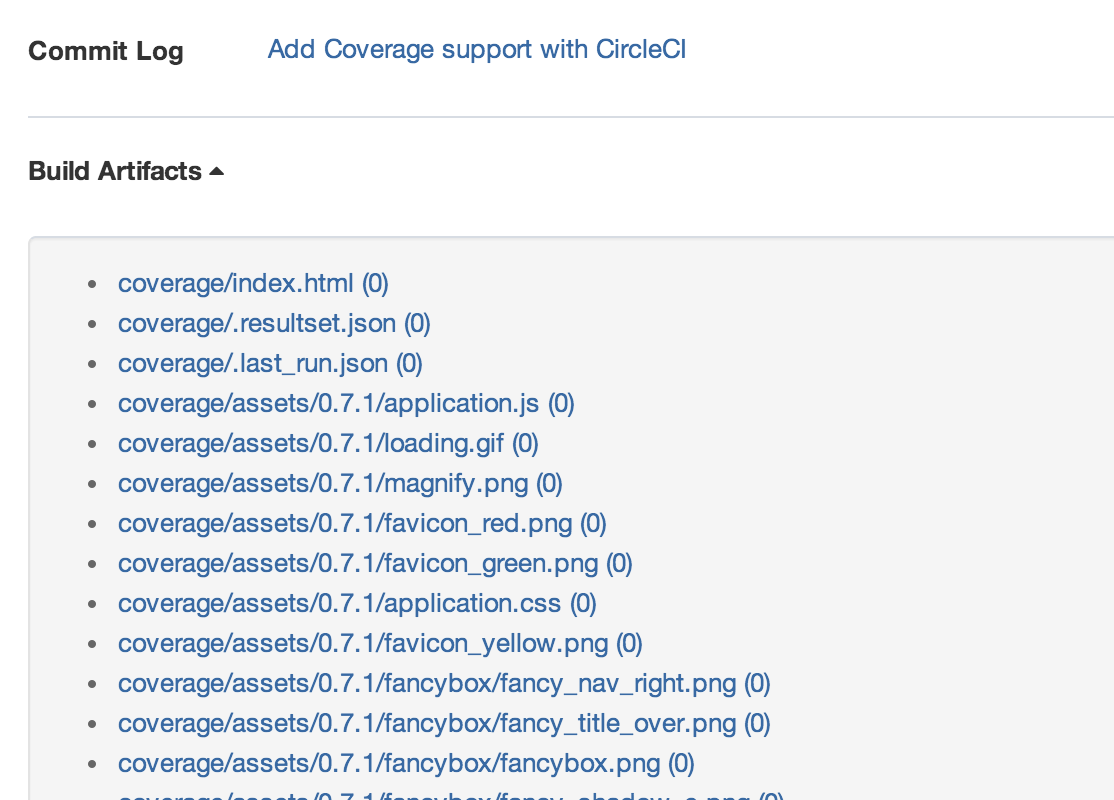 Commit Log Add Coverage support with CircleCI
Build Artifacts
coverage/index.html (0)
coverage/.resultset.json (0)
coverage/.last_run.json (0)
coverage/assets/0.7.1/application.js (0)
coverage/assets/0.7.1/loading.gif (0)
coverage/assets/0.7.1/magnify.png (0)
coverage/assets/0.7.1/favicon_red.png (0)
coverage/assets/0.7.1/favicon_green.png (0)
coverage/assets/0.7.1/application.css (0)
coverage/assets/0.7.1/favicon_yellow.png (0)
coverage/assets/0.7.1/fancybox/fancy_nav_right.png (0)
coverage/assets/0.7.1/fancybox/fancy_title_over.png (0)
coverage/assets/0.7.1/fancybox/fancybox.png (0)